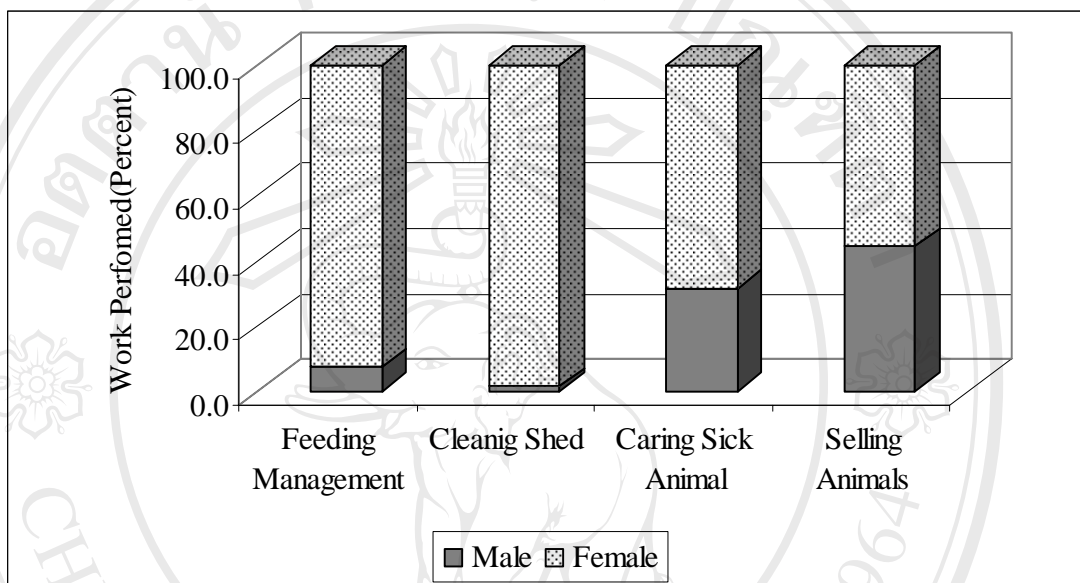 Work Perfomed(Percent)
100.0
80.0
60.0
40.0
20.0
0.0
Feeding
Management
Cleanig Shed
Caring Sick
Animal
Selling
Animals
Male
Female
1964